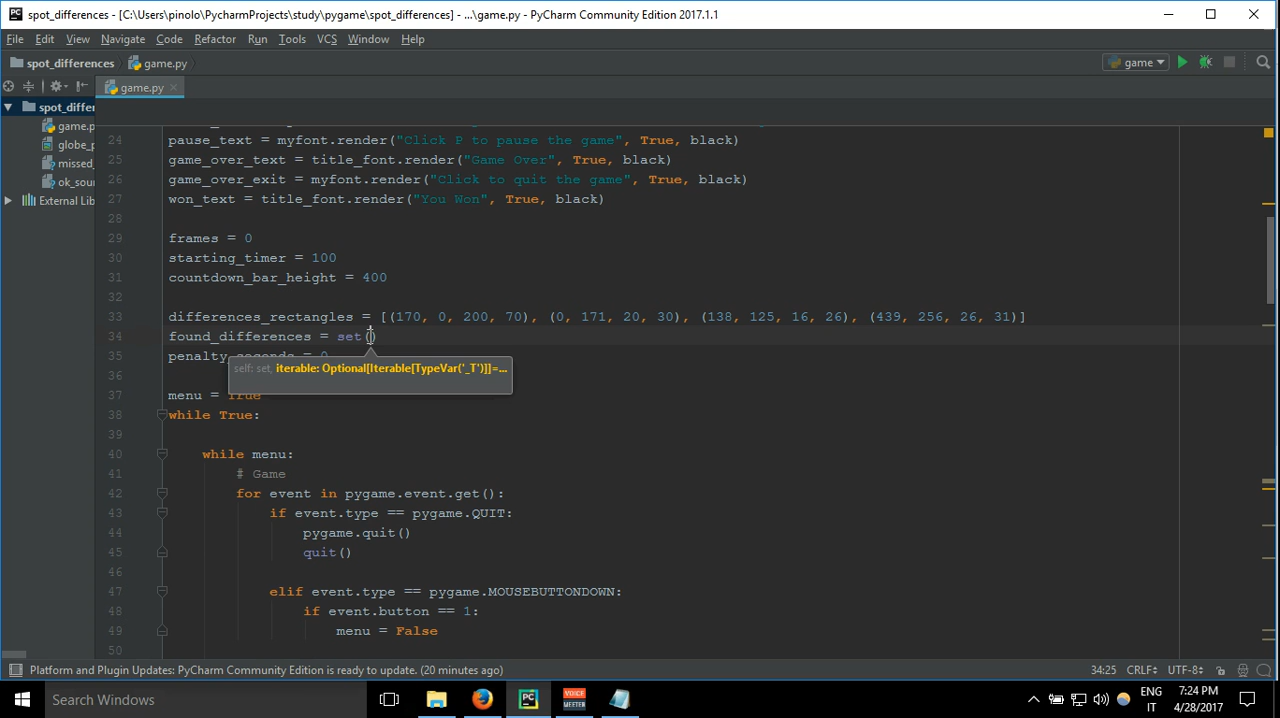 spot_differences - [C:\Users\pinolo\PycharmProjects\study\pygame\spot_differences] - ...\game.py - PyCharm Community Edition 2017.1.1
File Edit View Navigate Code Refactor Run Tools VCS Window Help
spot_differences game.py game
game.py
spot_differ
game.p
globe_p
missed_
ok_sou
External Lib
24 pause_text = myfont.render("Click P to pause the game", True, black)
25 game_over_text = title_font.render("Game Over", True, black)
26 game_over_exit = myfont.render("Click to quit the game", True, black)
27 won_text = title_font.render("You Won", True, black)
28
29 frames = 0
30 starting_timer = 100
31 countdown_bar_height = 400
32
33 differences_rectangles = [(170, 0, 200, 70), (0, 171, 20, 30), (138, 125, 16, 26), (439, 256, 26, 31)]
34 found_differences = set()
35 penalty_seconds = 0
self: set, iterable: Optional[Iterable[TypeVar('_T')]]=...
36
37 menu = True
38 while True:
39
40 while menu:
41 # Game
42 for event in pygame.event.get():
43 if event.type == pygame.QUIT:
44 pygame.quit()
45 quit()
46
47 elif event.type == pygame.MOUSEBUTTONDOWN:
48 if event.button == 1:
49 menu = False
50
Platform and Plugin Updates: PyCharm Community Edition is ready to update. (20 minutes ago) 34:25 CRLF UTF-8
Search Windows VOICE MEETER ENG 7:24 PM
IT 4/28/2017